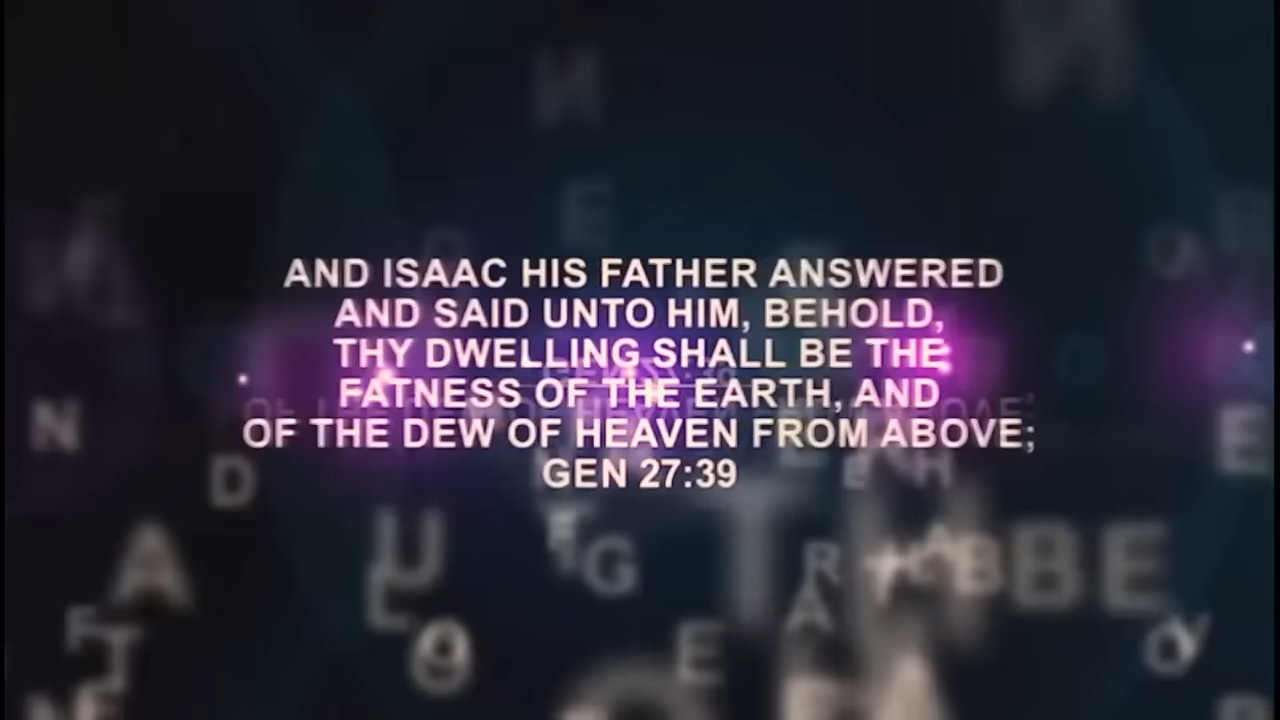 AND ISAAC HIS FATHER ANSWERED
AND SAID UNTO HIM, BEHOLD,
THY DWELLING SHALL BE THE
FATNESS OF THE EARTH, AND
OF THE DEW OF HEAVEN FROM ABOVE;
GEN 27:39